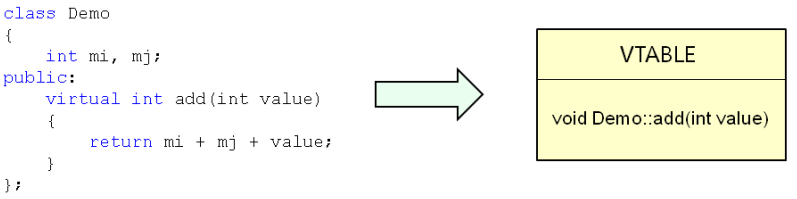 class Demo
{
    int mi, mj;
public:
    virtual int add(int value)
    {
        return mi + mj + value;
    }
};
VTABLE
void Demo::add(int value)